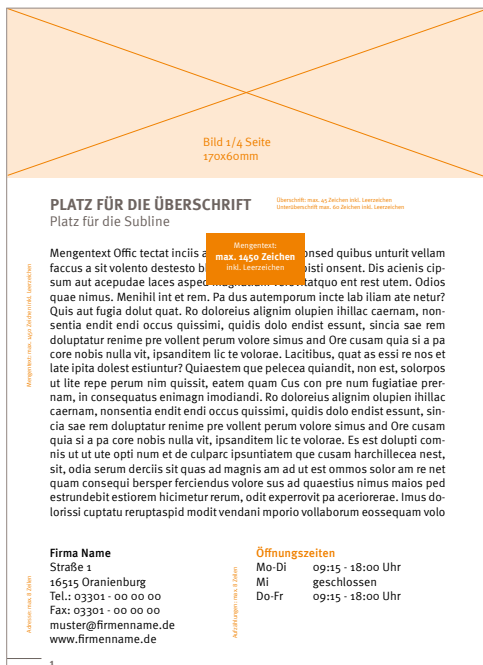 Bild 1/4 Seite
170x60mm
PLATZ FÜR DIE ÜBERSCHRIFT
Platz für die Subline
Überschrift: max. 45 Zeichen inkl. Leerzeichen
Unterüberschrift max. 60 Zeichen inkl. Leerzeichen
Mengentext:
max. 1450 Zeichen
inkl. Leerzeichen
Mengentext: max. 1450 Zeichen inkl. Leerzeichen
Mengentext Offic tectat inciis a onsed quibus unturit vellam
faccus a sit volento destesto bl isti onsent. Dis acienis cip-
sum aut acepudae laces asped tatquo ent rest utem. Odios
quae nimus. Menihil int et rem. Pa dus autemporum incte lab iliam ate netur?
Quis aut fugia dolut quat. Ro doloreius alignim olupien ihillac caernam, non-
sentia endit endi occus quissimi, quidis dolo endist essunt, sincia sae rem
doluptatur renime pre vollent perum volore simus and Ore cusam quia si a pa
core nobis nulla vit, ipsanditem lic te volorae. Lacitibus, quat as essi re nos et
late ipita dolest estiuntur? Quiaestem que pelecea quiandit, non est, solorpos
ut lite repe perum nim quissit, eatem quam Cus con pre num fugiatiae prer-
nam, in consequatus enimagn imodiandi. Ro doloreius alignim olupien ihillac
caernam, nonsentia endit endi occus quissimi, quidis dolo endist essunt, sin-
cia sae rem doluptatur renime pre vollent perum volore simus and Ore cusam
quia si a pa core nobis nulla vit, ipsanditem lic te volorae. Es est dolupti com-
nis ut ut ute opti num et de culparc ipsuntiatem que cusam harchillecea nest,
sit, odia serum derciis sit quas ad magnis am ad ut est ommos solor am re net
quam consequi bersper ferciendus volore sus ad quaestius nimus maios ped
estrundebit estiorem hicimetur rerum, odit experrovit pa aceriorerae. Imus do-
lorissi cuptatu reruptaspid modit vendani mporio vollaborum eossequam volo
Adresse: max. 8 Zeilen
Firma Name
Straße 1
16515 Oranienburg
Tel.: 03301 - 00 00 00
Fax: 03301 - 00 00 00
muster@firmenname.de
www.firmenname.de
Aufzählungen: max. 8 Zeilen
Öffnungszeiten
Mo-Di 09:15 - 18:00 Uhr
Mi geschlossen
Do-Fr 09:15 - 18:00 Uhr
1